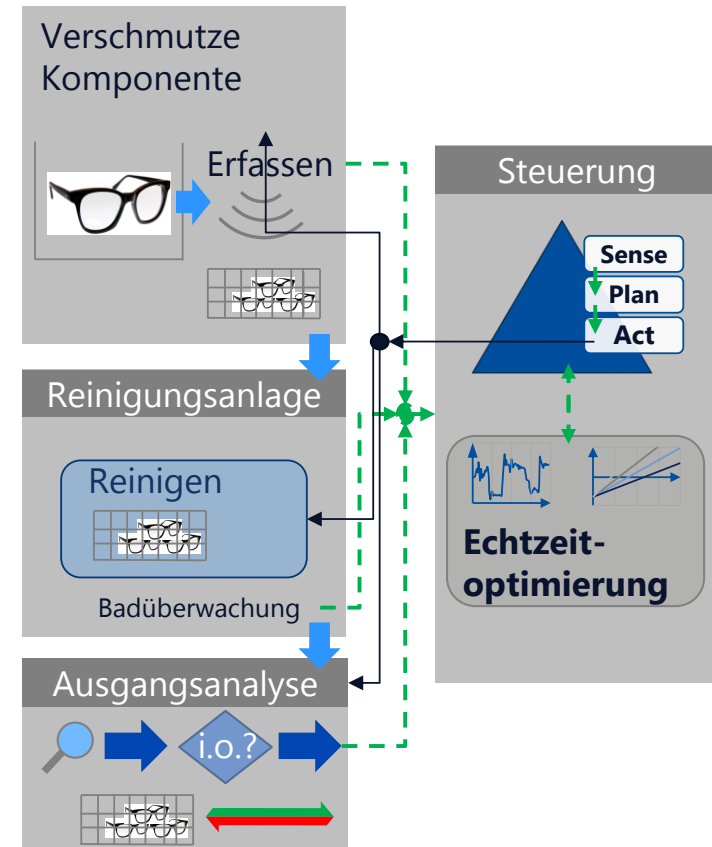 Verschmutze
Komponente
Erfassen
Steuerung
Sense
Plan
Act
Reinigungsanlage
Reinigen
Badüberwachung
Echtzeit-
optimierung
Ausgangsanalyse
i.o.?